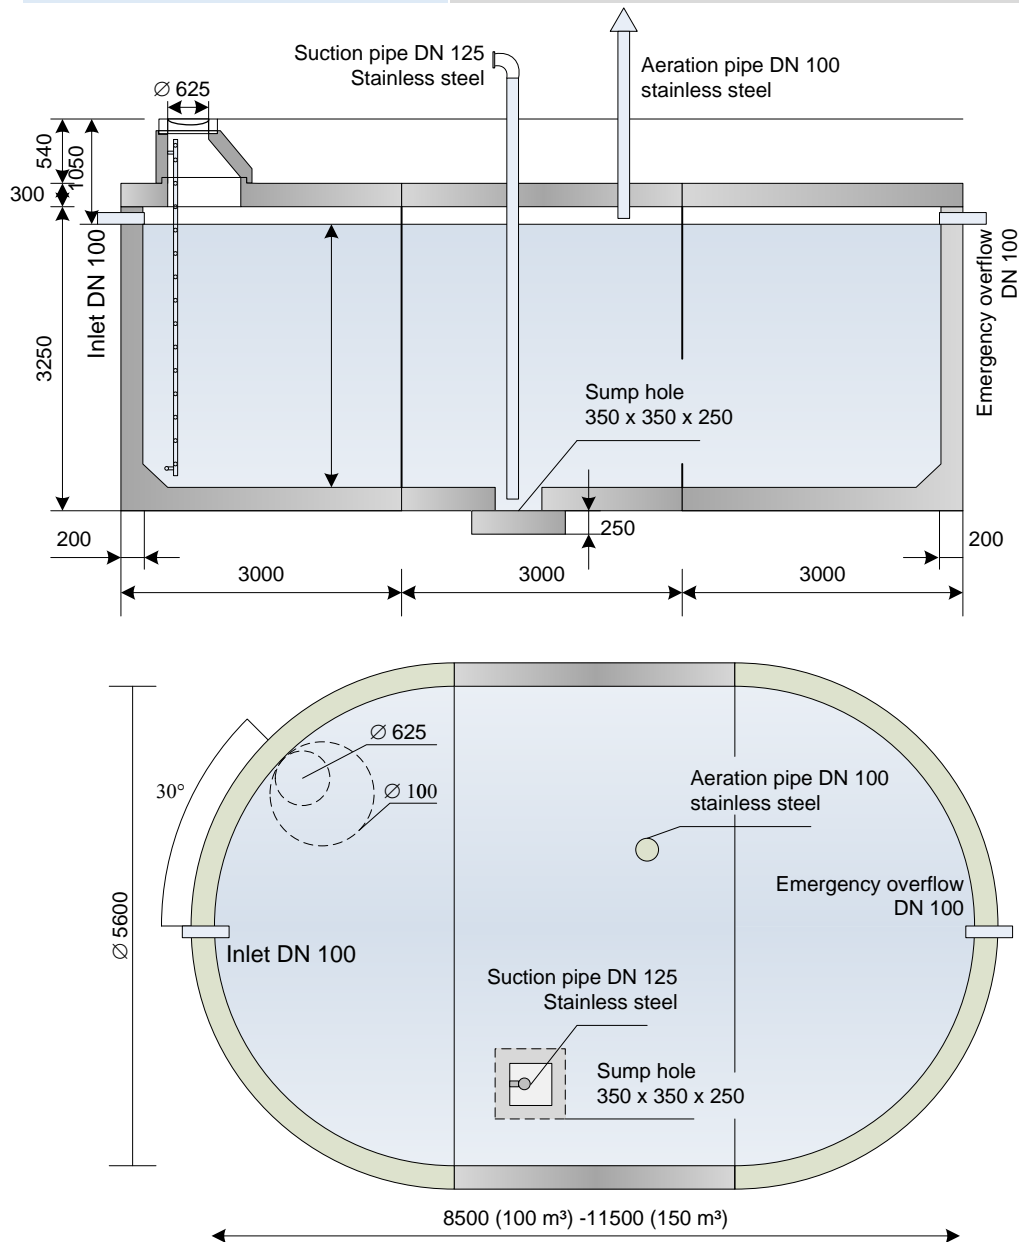 Suction pipe DN 125
Stainless steel
Aeration pipe DN 100
stainless steel
∅ 625
540
1050
300
Inlet DN 100
3250
Emergency overflow
DN 100
Sump hole
350 x 350 x 250
250
200
200
3000
3000
3000
∅ 625
∅ 100
30°
Aeration pipe DN 100
stainless steel
Emergency overflow
DN 100
∅ 5600
Inlet DN 100
Suction pipe DN 125
Stainless steel
Sump hole
350 x 350 x 250
8500 (100 m³) -11500 (150 m³)